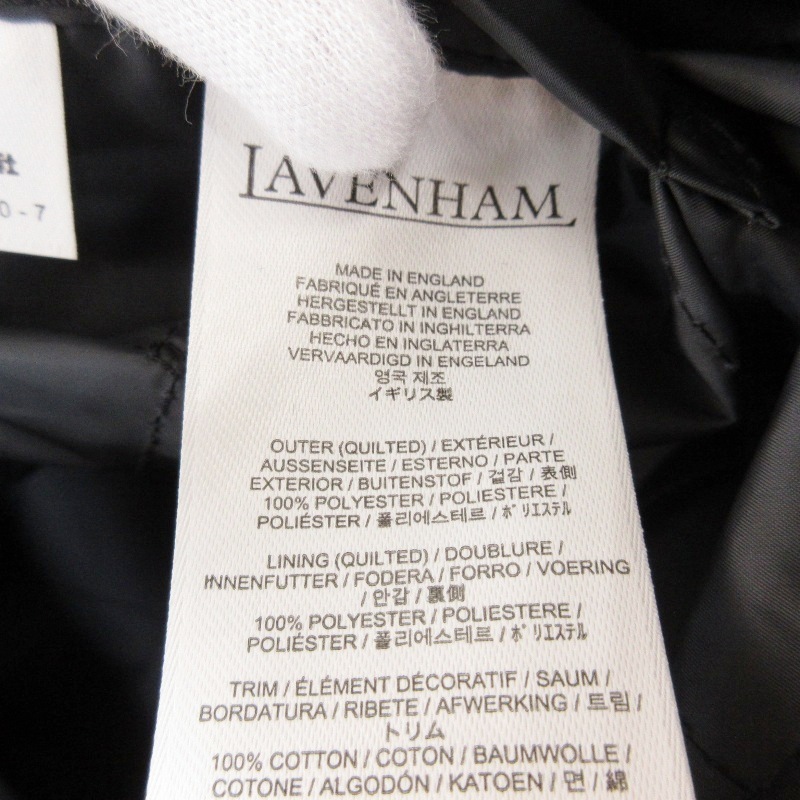 社
0-7
LAVENHAM
MADE IN ENGLAND
FABRIQUÉ EN ANGLETERRE
HERGESTELLT IN ENGLAND
FABBRICATO IN INGHILTERRA
HECHO EN INGLATERRA
VERVAARDIGD IN ENGELAND
영국 제조
イギリス製
OUTER (QUILTED) / EXTÉRIEUR /
AUSSENSEITE / ESTERNO / PARTE
EXTERIOR / BUITENSTOF / 겉감 / 表側
100% POLYESTER / POLIESTERE /
POLIÉSTER / 폴리에스테르 / ﾎﾟﾘｴｽﾃﾙ
LINING (QUILTED) / DOUBLURE /
INNENFUTTER / FODERA / FORRO / VOERING
/ 안감 / 裏側
100% POLYESTER / POLIESTERE /
POLIÉSTER / 폴리에스테르 / ﾎﾟﾘｴｽﾃﾙ
TRIM / ÉLÉMENT DÉCORATIF / SAUM /
BORDATURA / RIBETE / AFWERKING / 트림 /
トリム
100% COTTON / COTON / BAUMWOLLE /
COTONE / ALGODÓN / KATOEN / 면 / 綿